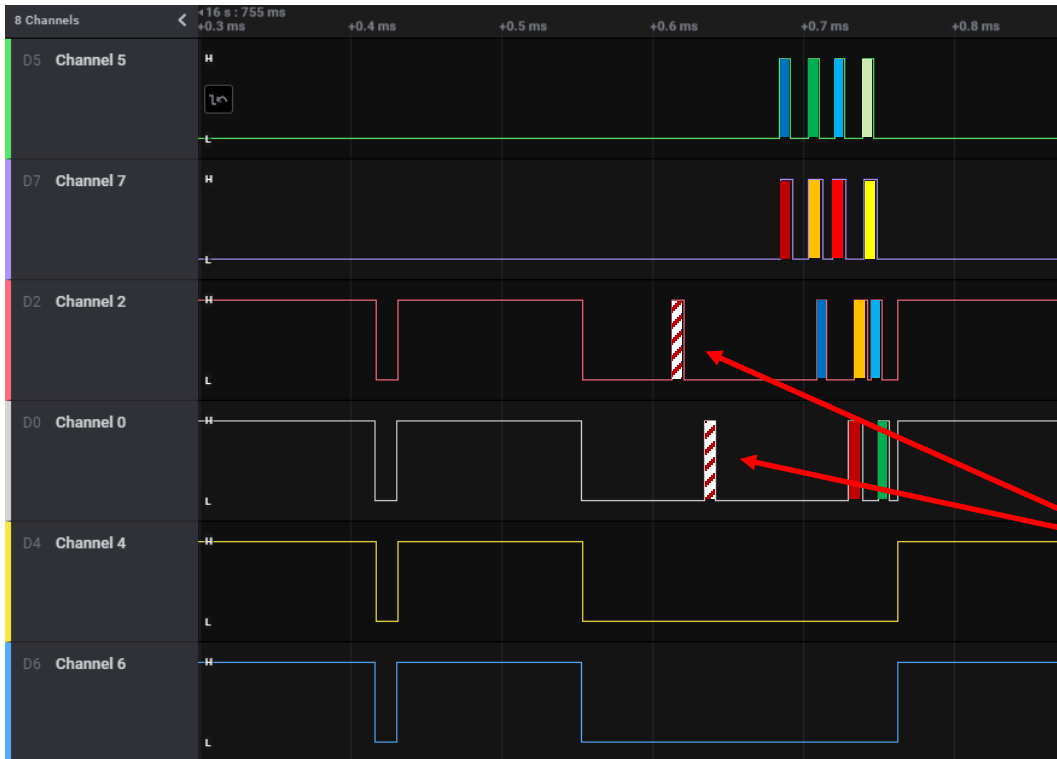 8 Channels
16 s : 755 ms
+0.3 ms +0.4 ms +0.5 ms +0.6 ms +0.7 ms +0.8 ms
D5 Channel 5
H
L
D7 Channel 7
H
L
D2 Channel 2
H
L
D0 Channel 0
H
L
D4 Channel 4
H
L
D6 Channel 6
H
L